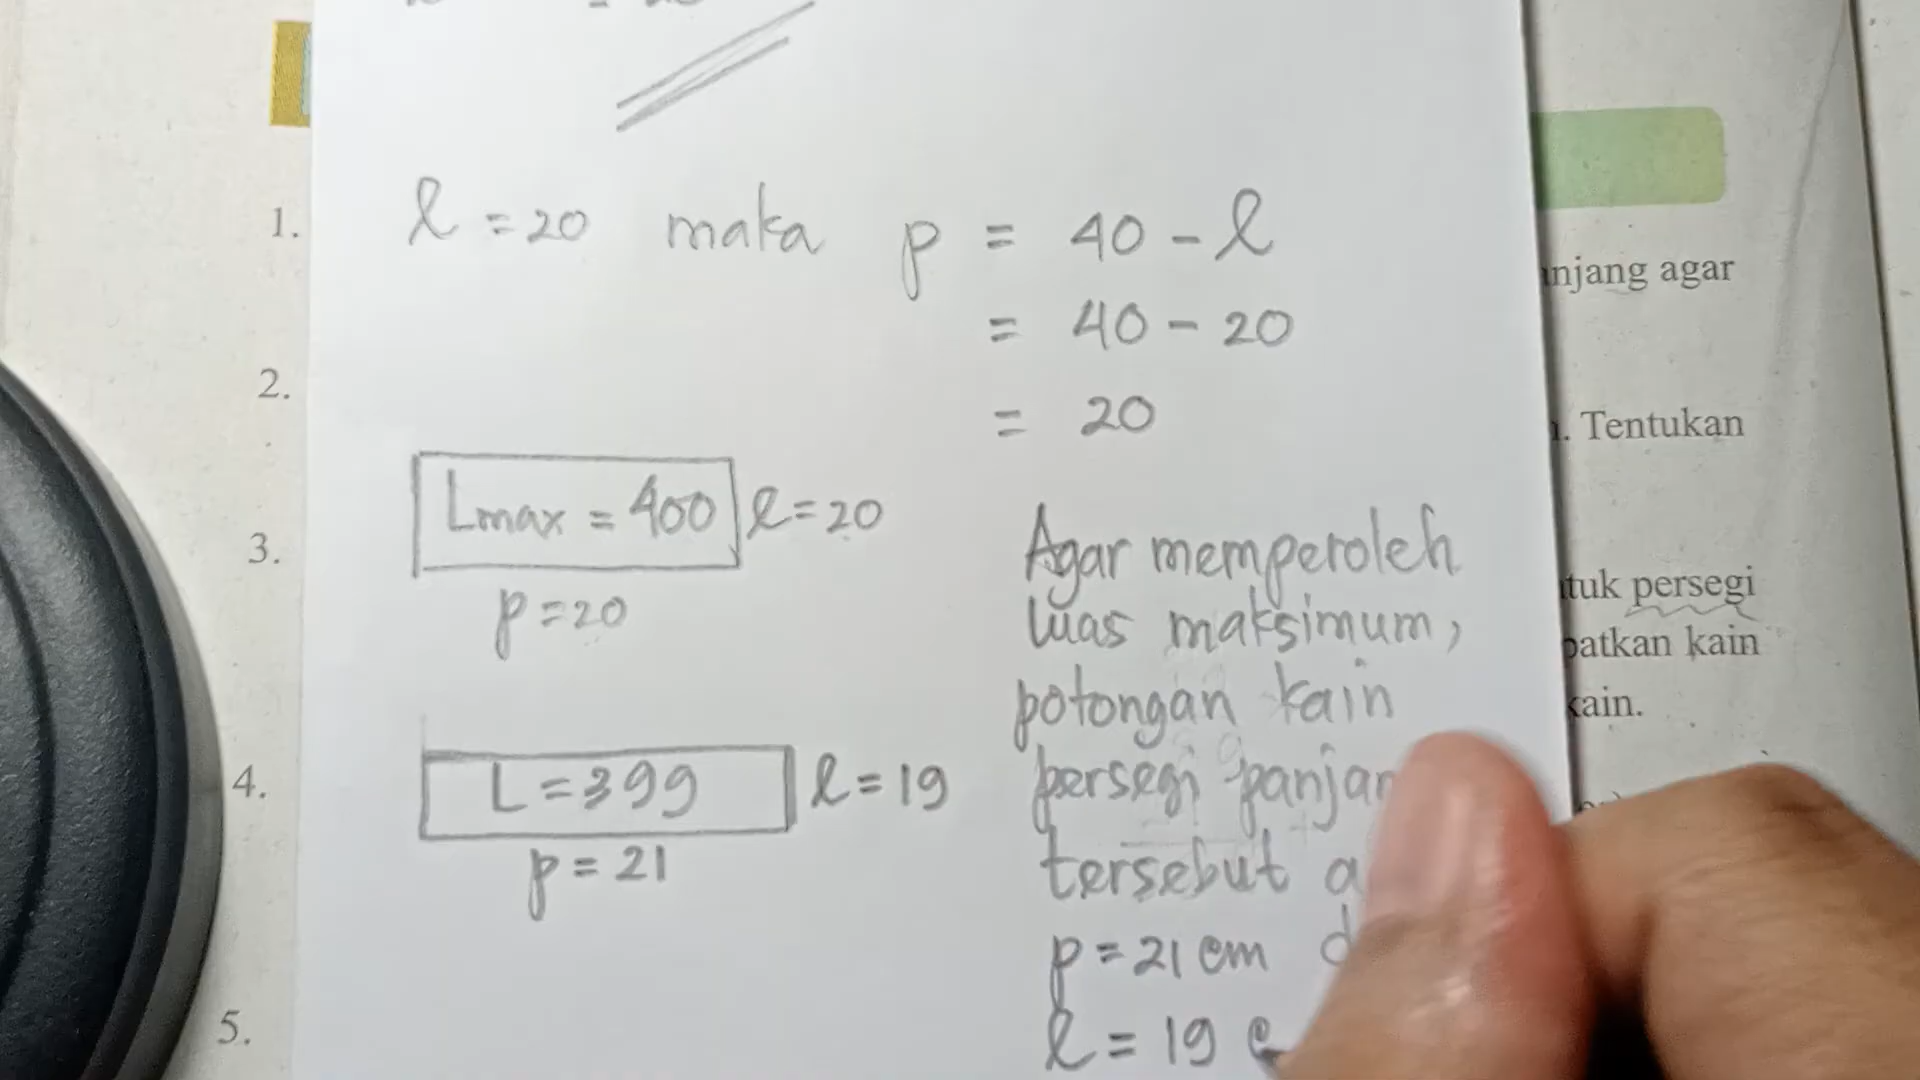 1.
l = 20 maka p = 40 - l
= 40 - 20
= 20
njang agar
2.
. Tentukan
Lmax = 400 l = 20
p = 20
3.
tuk persegi
patkan kain
kain.
L = 399 l = 19
p = 21
4.
Agar memperoleh
luas maksimum,
potongan kain
persegi panjan
tersebut a
p = 21 cm d
l = 19 c
5.